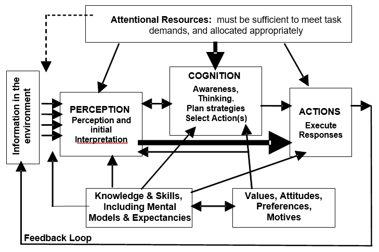 Attentional Resources: must be sufficient to meet task
demands, and allocated appropriately
Information in the
environment
PERCEPTION
Perception and
initial
Interpretation
COGNITION
Awareness,
Thinking.
Plan strategies
Select Action(s)
ACTIONS
Execute
Responses
Knowledge & Skills,
Including Mental
Models & Expectancies
Values, Attitudes,
Preferences,
Motives
Feedback Loop